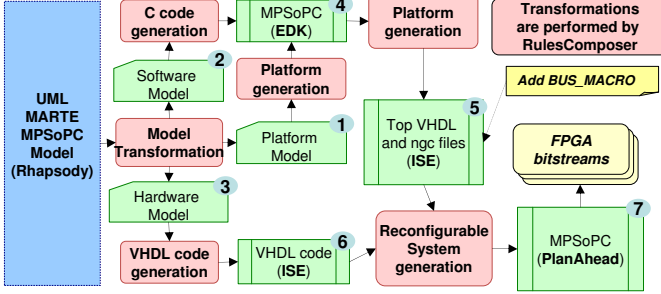 C code
generation
MPSoPC
(EDK)
4
Platform
generation
Transformations
are performed by
RulesComposer
2
Software
Model
Platform
generation
Add BUS_MACRO
UML
MARTE
MPSoPC
Model
(Rhapsody)
Model
Transformation
1
Platform Model
5
Top VHDL
and ngc files
(ISE)
FPGA
bitstreams
3
Hardware
Model
VHDL code
generation
6
VHDL code
(ISE)
Reconfigurable
System
generation
7
MPSoPC
(PlanAhead)